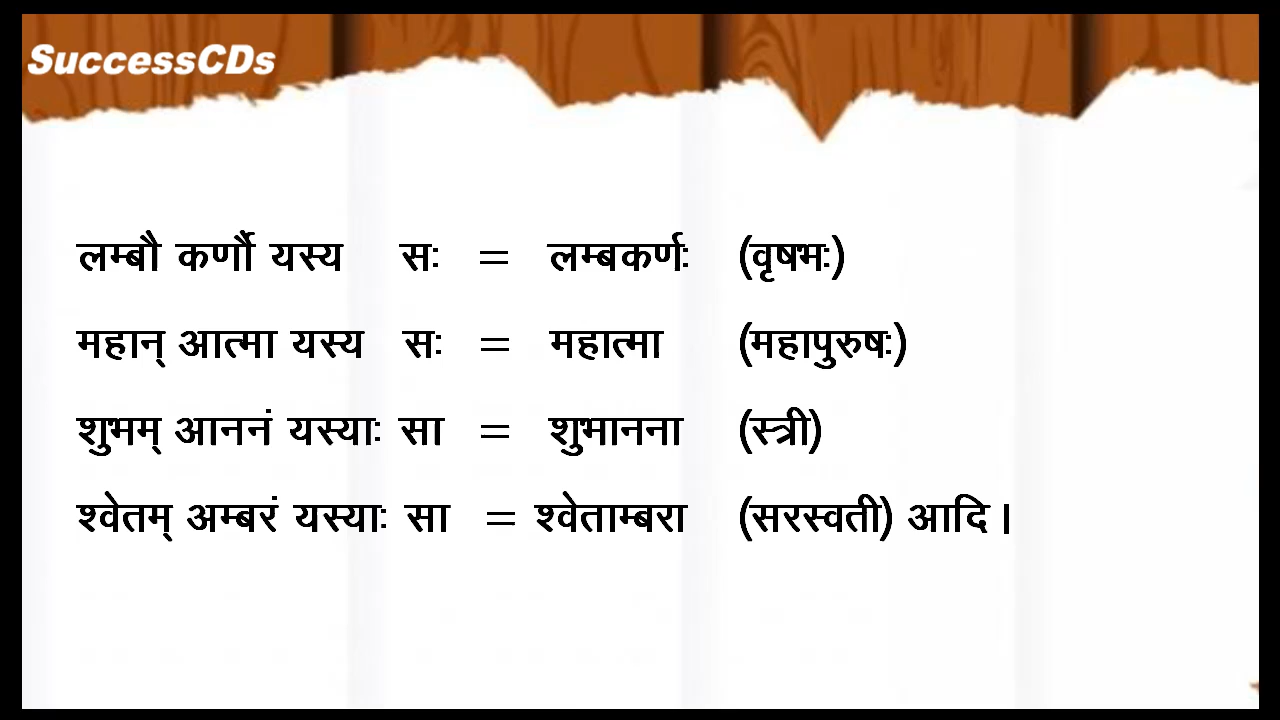 SuccessCDs
लम्बौ कर्णौ यस्य सः = लम्बकर्णः (वृषभः)
महान् आत्मा यस्य सः = महात्मा (महापुरुषः)
शुभम् आननं यस्याः सा = शुभानना (स्त्री)
श्वेतम् अम्बरं यस्याः सा = श्वेताम्बरा (सरस्वती) आदि ।